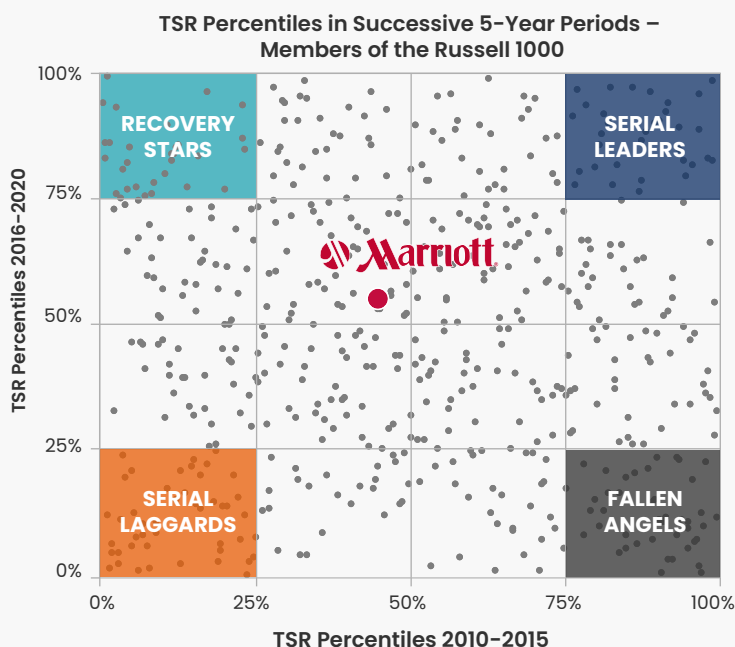 TSR Percentiles in Successive 5-Year Periods –
Members of the Russell 1000
TSR Percentiles 2016–2020
100%
75%
50%
25%
0%
RECOVERY
STARS
SERIAL
LEADERS
Marriott
SERIAL
LAGGARDS
FALLEN
ANGELS
0%
25%
50%
75%
100%
TSR Percentiles 2010-2015